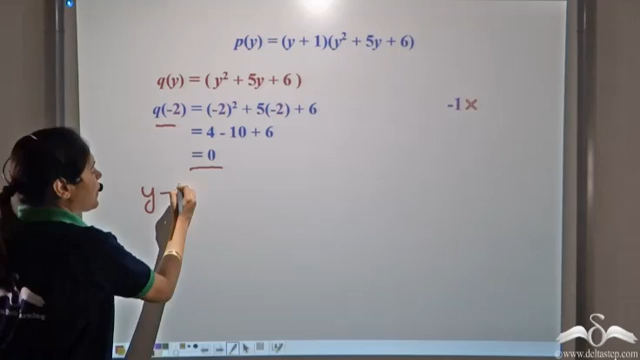 p(y) = (y + 1)(y² + 5y + 6)
q(y) = ( y² + 5y + 6 )
q(-2) = (-2)² + 5(-2) + 6
-1 ×
= 4 - 10 + 6
= 0
y
© www.deltastep.com